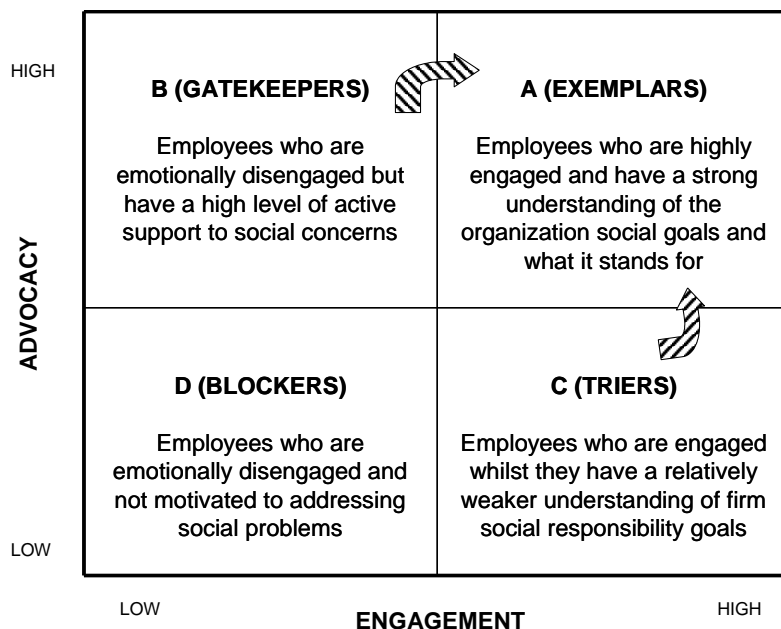 HIGH
B (GATEKEEPERS)
Employees who are
emotionally disengaged but
have a high level of active
support to social concerns
A (EXEMPLARS)
Employees who are highly
engaged and have a strong
understanding of the
organization social goals and
what it stands for
ADVOCACY
D (BLOCKERS)
Employees who are
emotionally disengaged and
not motivated to addressing
social problems
C (TRIERS)
Employees who are engaged
whilst they have a relatively
weaker understanding of firm
social responsibility goals
LOW
LOW
ENGAGEMENT
HIGH